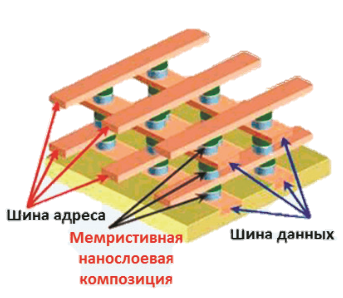 Шина адреса
Мемристивная
нанослоевая
композиция
Шина данных